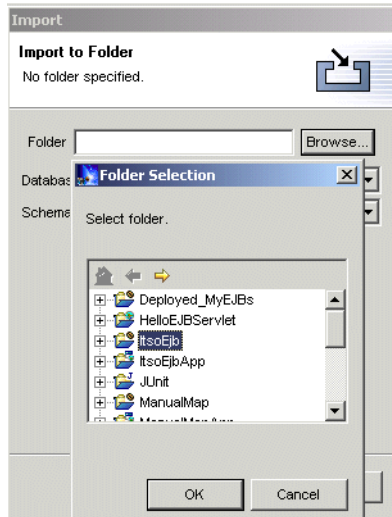 Import
Import to Folder
No folder specified.
Folder
Browse...
Databas
Schema
Folder Selection
Select folder.
Deployed_MyEJBs
HelloEJBServlet
ItsoEjb
ItsoEjbApp
JUnit
ManualMap
OK
Cancel